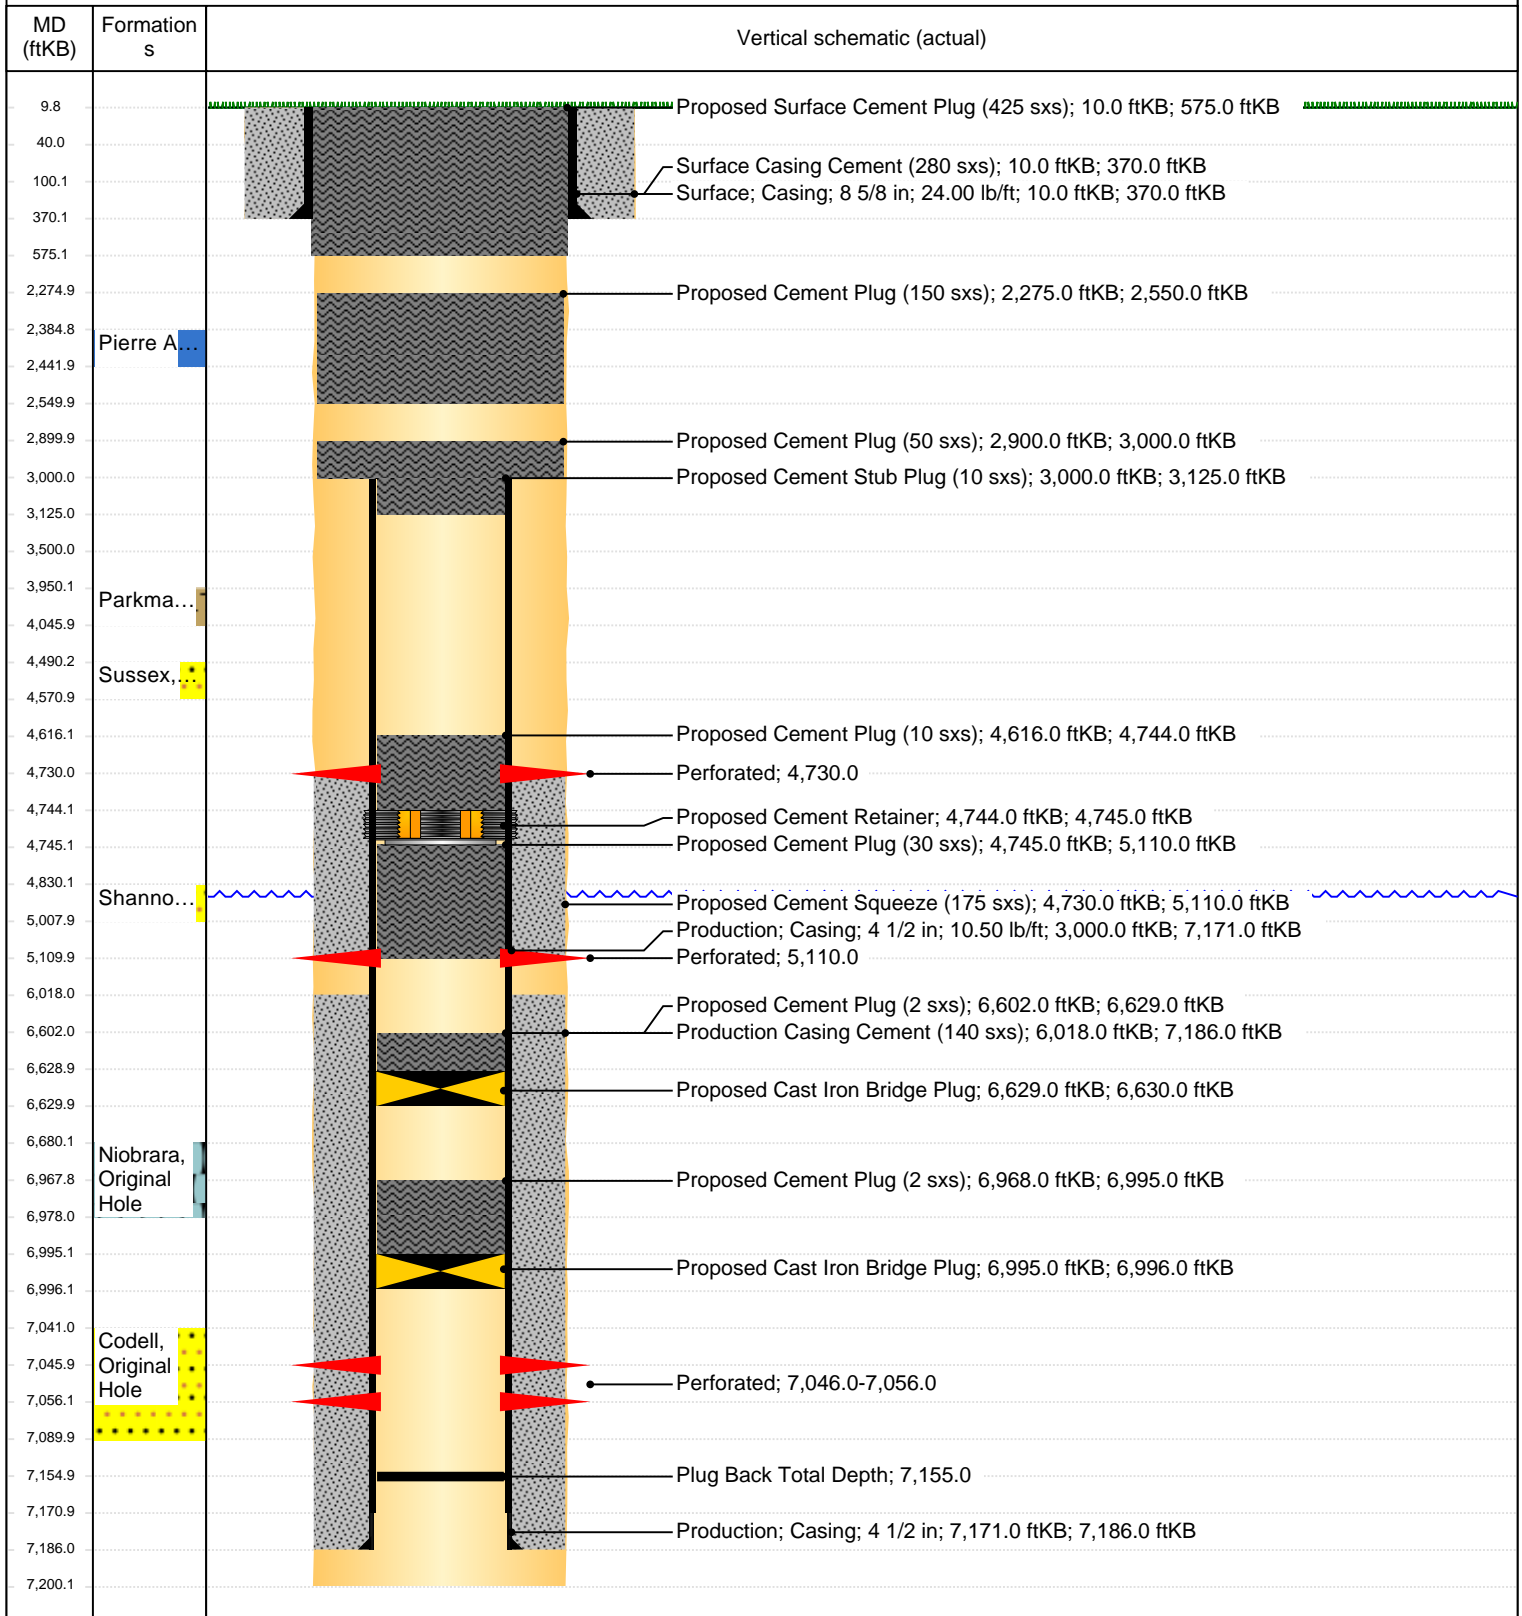 MD
(ftKB)
Formation
s
Vertical schematic (actual)
9.8
Proposed Surface Cement Plug (425 sxs); 10.0 ftKB; 575.0 ftKB
40.0
Surface Casing Cement (280 sxs); 10.0 ftKB; 370.0 ftKB
100.1
Surface; Casing; 8 5/8 in; 24.00 lb/ft; 10.0 ftKB; 370.0 ftKB
370.1
575.1
2,274.9
Proposed Cement Plug (150 sxs); 2,275.0 ftKB; 2,550.0 ftKB
2,384.8
Pierre A...
2,441.9
2,549.9
2,899.9
Proposed Cement Plug (50 sxs); 2,900.0 ftKB; 3,000.0 ftKB
3,000.0
Proposed Cement Stub Plug (10 sxs); 3,000.0 ftKB; 3,125.0 ftKB
3,125.0
3,500.0
3,950.1
Parkma...
4,045.9
4,490.2
Sussex,...
4,570.9
4,616.1
Proposed Cement Plug (10 sxs); 4,616.0 ftKB; 4,744.0 ftKB
4,730.0
Perforated; 4,730.0
4,744.1
Proposed Cement Retainer; 4,744.0 ftKB; 4,745.0 ftKB
4,745.1
Proposed Cement Plug (30 sxs); 4,745.0 ftKB; 5,110.0 ftKB
4,830.1
Shanno...
Proposed Cement Squeeze (175 sxs); 4,730.0 ftKB; 5,110.0 ftKB
5,007.9
Production; Casing; 4 1/2 in; 10.50 lb/ft; 3,000.0 ftKB; 7,171.0 ftKB
5,109.9
Perforated; 5,110.0
6,018.0
Proposed Cement Plug (2 sxs); 6,602.0 ftKB; 6,629.0 ftKB
6,602.0
Production Casing Cement (140 sxs); 6,018.0 ftKB; 7,186.0 ftKB
6,628.9
Proposed Cast Iron Bridge Plug; 6,629.0 ftKB; 6,630.0 ftKB
6,629.9
6,680.1
Niobrara,
Original
Hole
6,967.8
Proposed Cement Plug (2 sxs); 6,968.0 ftKB; 6,995.0 ftKB
6,978.0
6,995.1
Proposed Cast Iron Bridge Plug; 6,995.0 ftKB; 6,996.0 ftKB
6,996.1
7,041.0
Codell,
Original
Hole
7,045.9
Perforated; 7,046.0-7,056.0
7,056.1
7,089.9
7,154.9
Plug Back Total Depth; 7,155.0
7,170.9
Production; Casing; 4 1/2 in; 7,171.0 ftKB; 7,186.0 ftKB
7,186.0
7,200.1